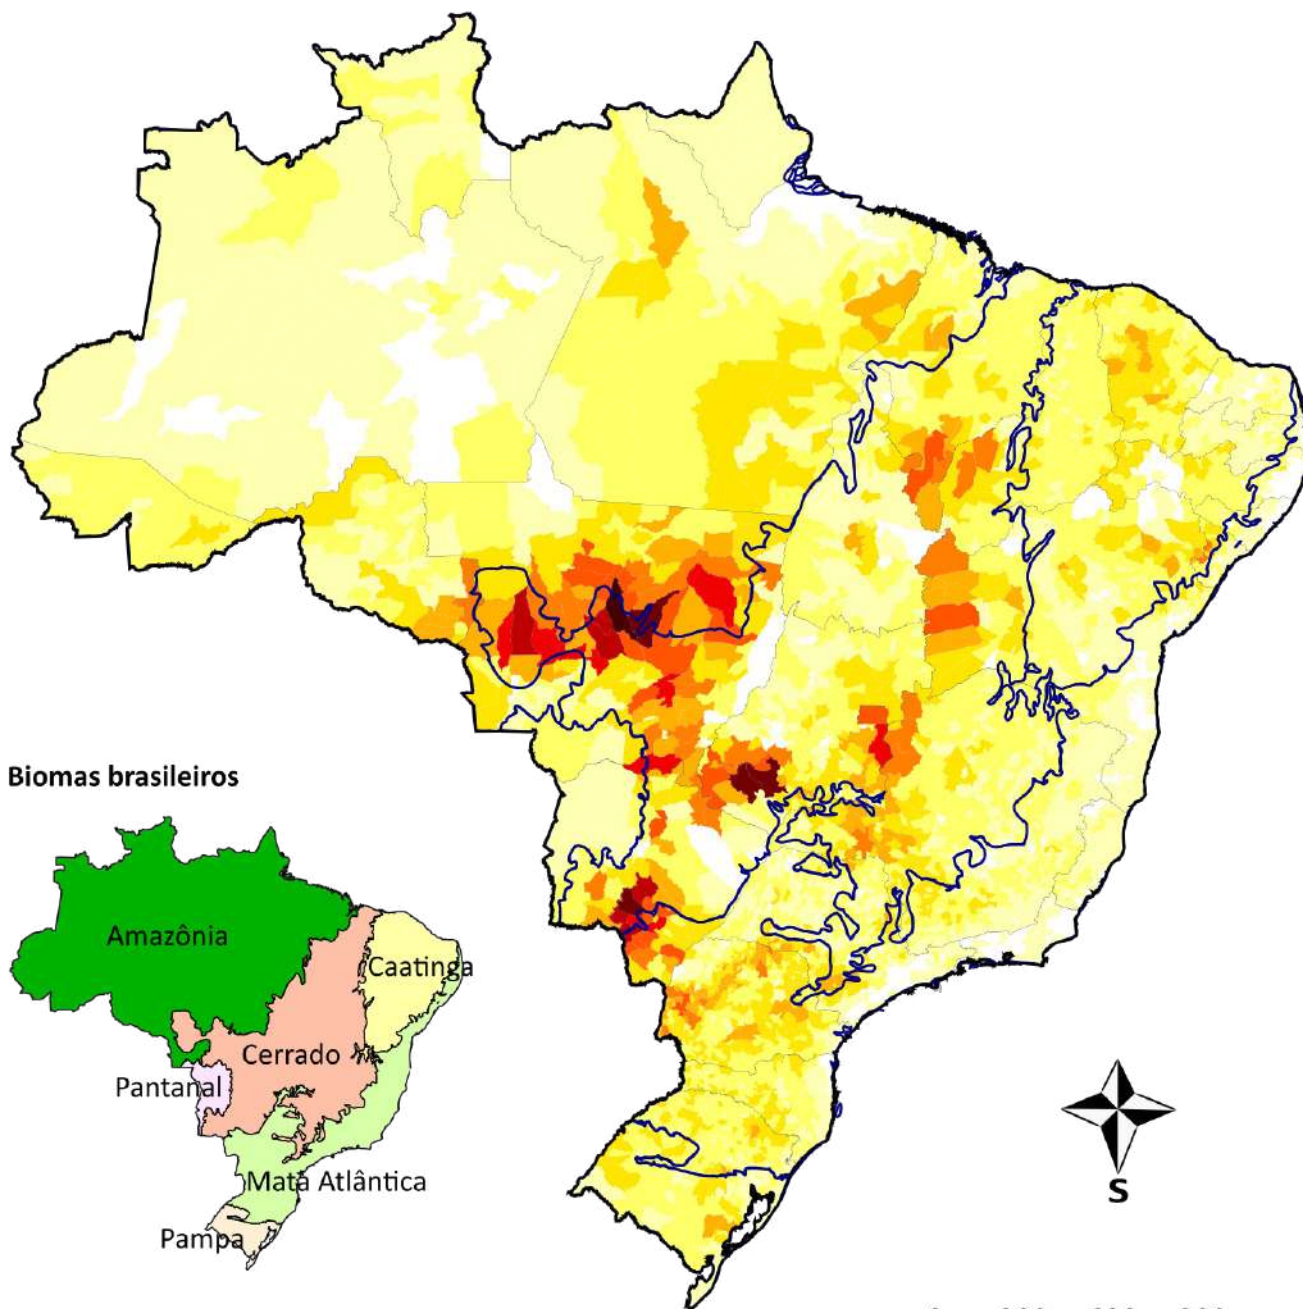 Biomas brasileiros
Amazônia
Caatinga
Cerrado
Pantanal
Mata Atlântica
Pampa
S